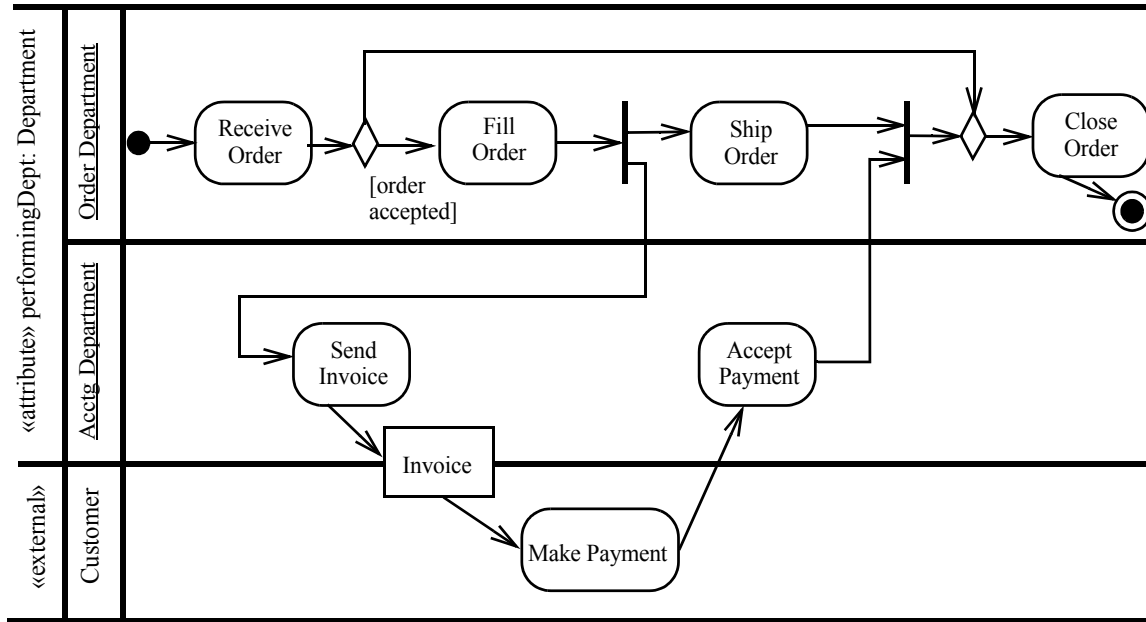 «attribute» performingDept: Department
Order Department
Receive
Order
[order
accepted]
Fill
Order
Ship
Order
Close
Order
Acctg Department
Send
Invoice
Accept
Payment
Invoice
«external»
Customer
Make Payment